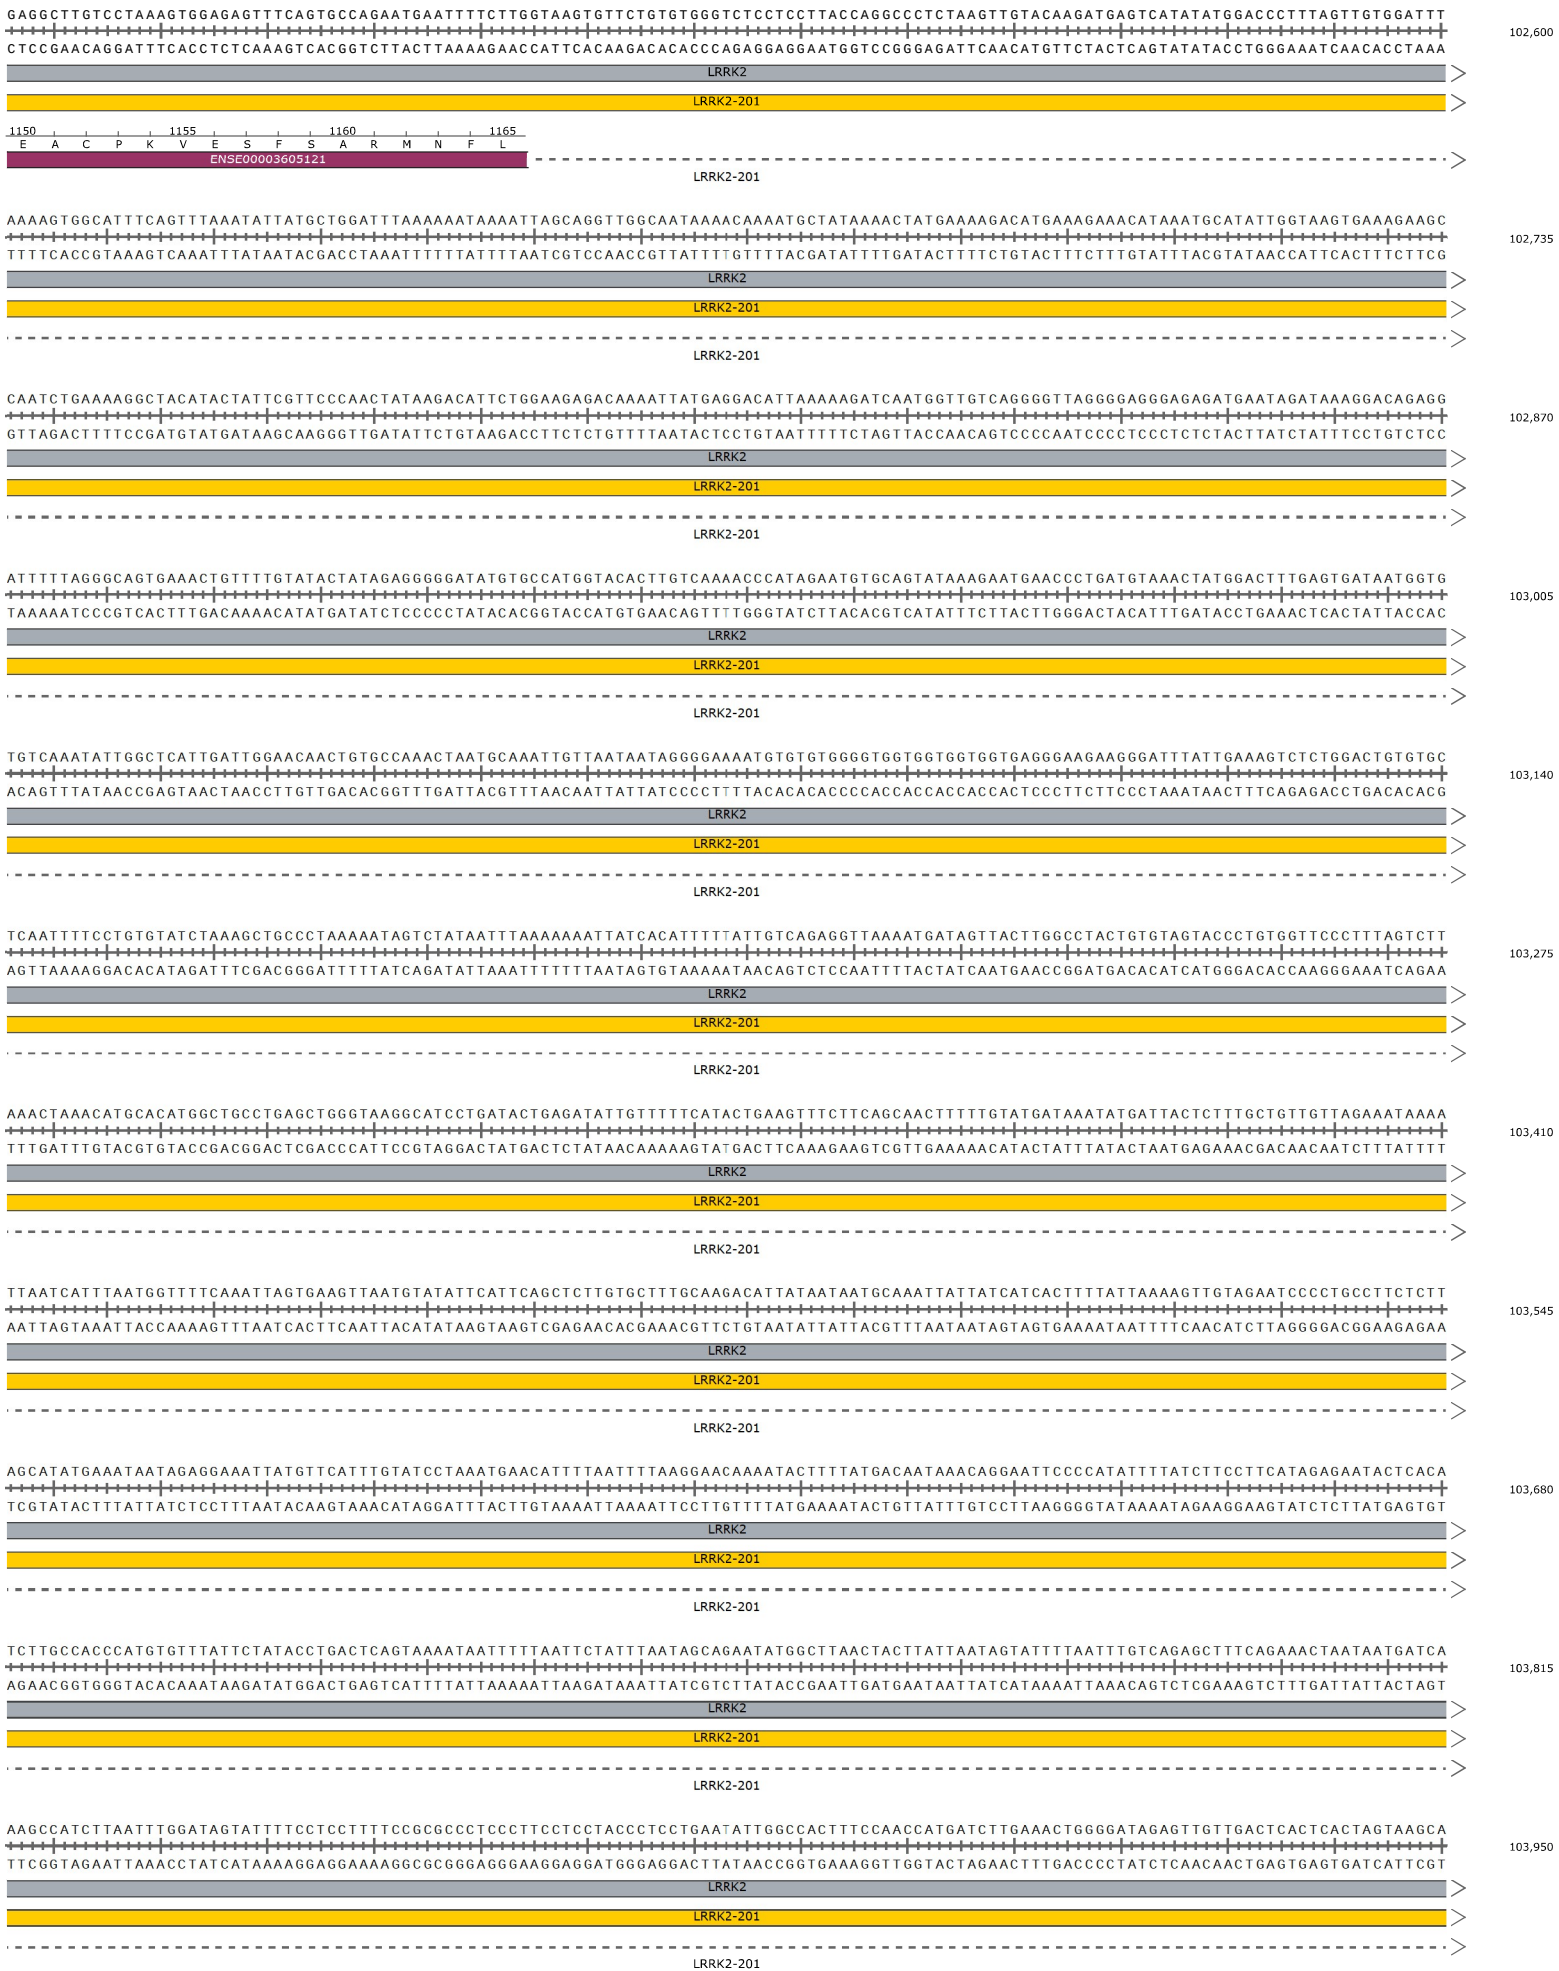 GAGGCTTGTCCTAAAGTGGAGAGTTTCAGTGCCAGAATGAATTTTCTTGGTAAGTGTTCTGTGTGGGTCTCCTCCTTACCAGGCCCTCTAAGTTGTACAAGATGAGTCATATATGGACCCTTTAGTTGTGGATTT
102,600
CTCCGAACAGGATTTCACCTCTCAAAGTCACGGTCTTACTTAAAAGAACCATTCACAAGACACACCCAGAGGAGGAATGGTCCGGGAGATTCAACATGTTCTACTCAGTATATACCTGGGAAATCAACACCTAAA
LRRK2
LRRK2-201
1150 1155 1160 1165
E A C P K V E S F S A R M N F L
ENSE00003605121
LRRK2-201
AAAAGTGGCATTTCAGTTTAAATATTATGCTGGATTTAAAAAATAAAATTAGCAGGTTGGCAATAAAACAAAATGCTATAAAACTATGAAAAGACATGAAAGAAACATAAATGCATATTGGTAAGTGAAAGAAGC
102,735
TTTTCACCGTAAAGTCAAATTTATAATACGACCTAAATTTTTTATTTTAATCGTCCAACCGTTATTTTGTTTTACGATATTTTGATACTTTTCTGTACTTTCTTTGTATTTACGTATAACCATTCACTTTCTTCG
LRRK2
LRRK2-201
LRRK2-201
CAATCTGAAAAGGCTACATACTATTCGTTCCCAACTATAAGACATTCTGGAAGAGACAAAATTATGAGGACATTAAAAAGATCAATGGTTGTCAGGGGTTAGGGGAGGGAGAGATGAATAGATAAAGGACAGAGG
102,870
GTTAGACTTTTCCGATGTATGATAAGCAAGGGTTGATATTCTGTAAGACCTTCTCTGTTTTAATACTCCTGTAATTTTTCTAGTTACCAACAGTCCCCAATCCCCTCCCTCTCTACTTATCTATTTCCTGTCTCC
LRRK2
LRRK2-201
LRRK2-201
ATTTTTAGGGCAGTGAAACTGTTTTGTATACTATAGAGGGGGATATGTGCCATGGTACACTTGTCAAAACCCATAGAATGTGCAGTATAAAGAATGAACCCTGATGTAAACTATGGACTTTGAGTGATAATGGTG
103,005
TAAAAATCCCGTCACTTTGACAAAACATATGATATCTCCCCCTATACACGGTACCATGTGAACAGTTTTGGGTATCTTACACGTCATATTTCTTACTTGGGACTACATTTGATACCTGAAACTCACTATTACCAC
LRRK2
LRRK2-201
LRRK2-201
TGTCAAATATTGGCTCATTGATTGGAACAACTGTGCCAAACTAATGCAAATTGTTAATAATAGGGGAAAATGTGTGTGGGGTGGTGGTGGTGGTGAGGGAAGAAGGGATTTATTGAAAGTCTCTGGACTGTGTGC
103,140
ACAGTTTATAACCGAGTAACTAACCTTGTTGACACGGTTTGATTACGTTTAACAATTATTATCCCCTTTTACACACACCCCACCACCACCACCACTCCCTTCTTCCCTAAATAACTTTCAGAGACCTGACACACG
LRRK2
LRRK2-201
LRRK2-201
TCAATTTTCCTGTGTATCTAAAGCTGCCCTAAAAATAGTCTATAATTTAAAAAAATTATCACATTTTTATTGTCAGAGGTTAAAATGATAGTTACTTGGCCTACTGTGTAGTACCCTGTGGTTCCCTTTAGTCTT
103,275
AGTTAAAAGGACACATAGATTTCGACGGGATTTTTATCAGATATTAAATTTTTTTAATAGTGTAAAAATAACAGTCTCCAATTTTACTATCAATGAACCGGATGACACATCATGGGACACCAAGGGAAATCAGAA
LRRK2
LRRK2-201
LRRK2-201
AAACTAAACATGCACATGGCTGCCTGAGCTGGGTAAGGCATCCTGATACTGAGATATTGTTTTTCATACTGAAGTTTCTTCAGCAACTTTTTGTATGATAAATATGATTACTCTTTGCTGTTGTTAGAAATAAAA
103,410
TTTGATTTGTACGTGTACCGACGGACTCGACCCATTCCGTAGGACTATGACTCTATAACAAAAAGTATGACTTCAAAGAAGTCGTTGAAAAACATACTATTTATACTAATGAGAAACGACAACAATCTTTATTTT
LRRK2
LRRK2-201
LRRK2-201
TTAATCATTTAATGGTTTTCAAATTAGTGAAGTTAATGTATATTCATTCAGCTCTTGTGCTTTGCAAGACATTATAATAATGCAAATTATTATCATCACTTTTATTAAAAGTTGTAGAATCCCCTGCCTTCTCTT
103,545
AATTAGTAAATTACCAAAAGTTTAATCACTTCAATTACATATAAGTAAGTCGAGAACACGAAACGTTCTGTAATATTATTACGTTTAATAATAGTAGTGAAAATAATTTTCAACATCTTAGGGGACGGAAGAGAA
LRRK2
LRRK2-201
LRRK2-201
AGCATATGAAATAATAGAGGAAATTATGTTCATTTGTATCCTAAATGAACATTTTAATTTTAAGGAACAAAATACTTTTATGACAATAAACAGGAATTCCCCATATTTTATCTTCCTTCATAGAGAATACTCACA
103,680
TCGTATACTTTATTATCTCCTTTAATACAAGTAAACATAGGATTTACTTGTAAAATTAAAATTCCTTGTTTTATGAAAATACTGTTATTTGTCCTTAAGGGGTATAAAATAGAAGGAAGTATCTCTTATGAGTGT
LRRK2
LRRK2-201
LRRK2-201
TCTTGCCACCCATGTGTTTATTCTATACCTGACTCAGTAAAATAATTTTTAATTCTATTTAATAGCAGAATATGGCTTAACTACTTATTAATAGTATTTTAATTTGTCAGAGCTTTCAGAAACTAATAATGATCA
103,815
AGAACGGTGGGTACACAAATAAGATATGGACTGAGTCATTTTATTAAAAATTAAGATAAATTATCGTCTTATACCGAATTGATGAATAATTATCATAAAATTAAACAGTCTCGAAAGTCTTTGATTATTACTAGT
LRRK2
LRRK2-201
LRRK2-201
AAGCCATCTTAATTTGGATAGTATTTTCCTCCTTTTCCGCGCCCTCCCTTCCTCCTACCCTCCTGAATATTGGCCACTTTCCAACCATGATCTTGAAACTGGGGATAGAGTTGTTGACTCACTCACTAGTAAGCA
103,950
TTCGGTAGAATTAAACCTATCATAAAAGGAGGAAAAGGCGCGGGAGGGAAGGAGGATGGGAGGACTTATAACCGGTGAAAGGTTGGTACTAGAACTTTGACCCCTATCTCAACAACTGAGTGAGTGATCATTCGT
LRRK2
LRRK2-201
LRRK2-201